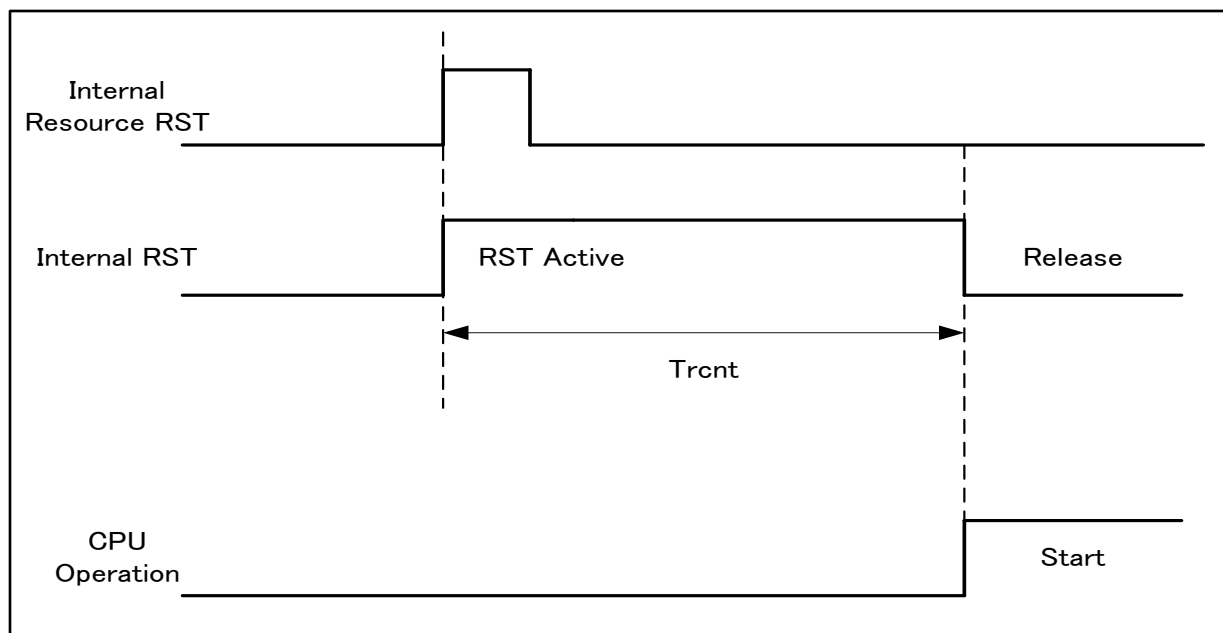 Internal
Resource RST
Internal RST
RST Active
Release
Trcnt
CPU
Operation
Start